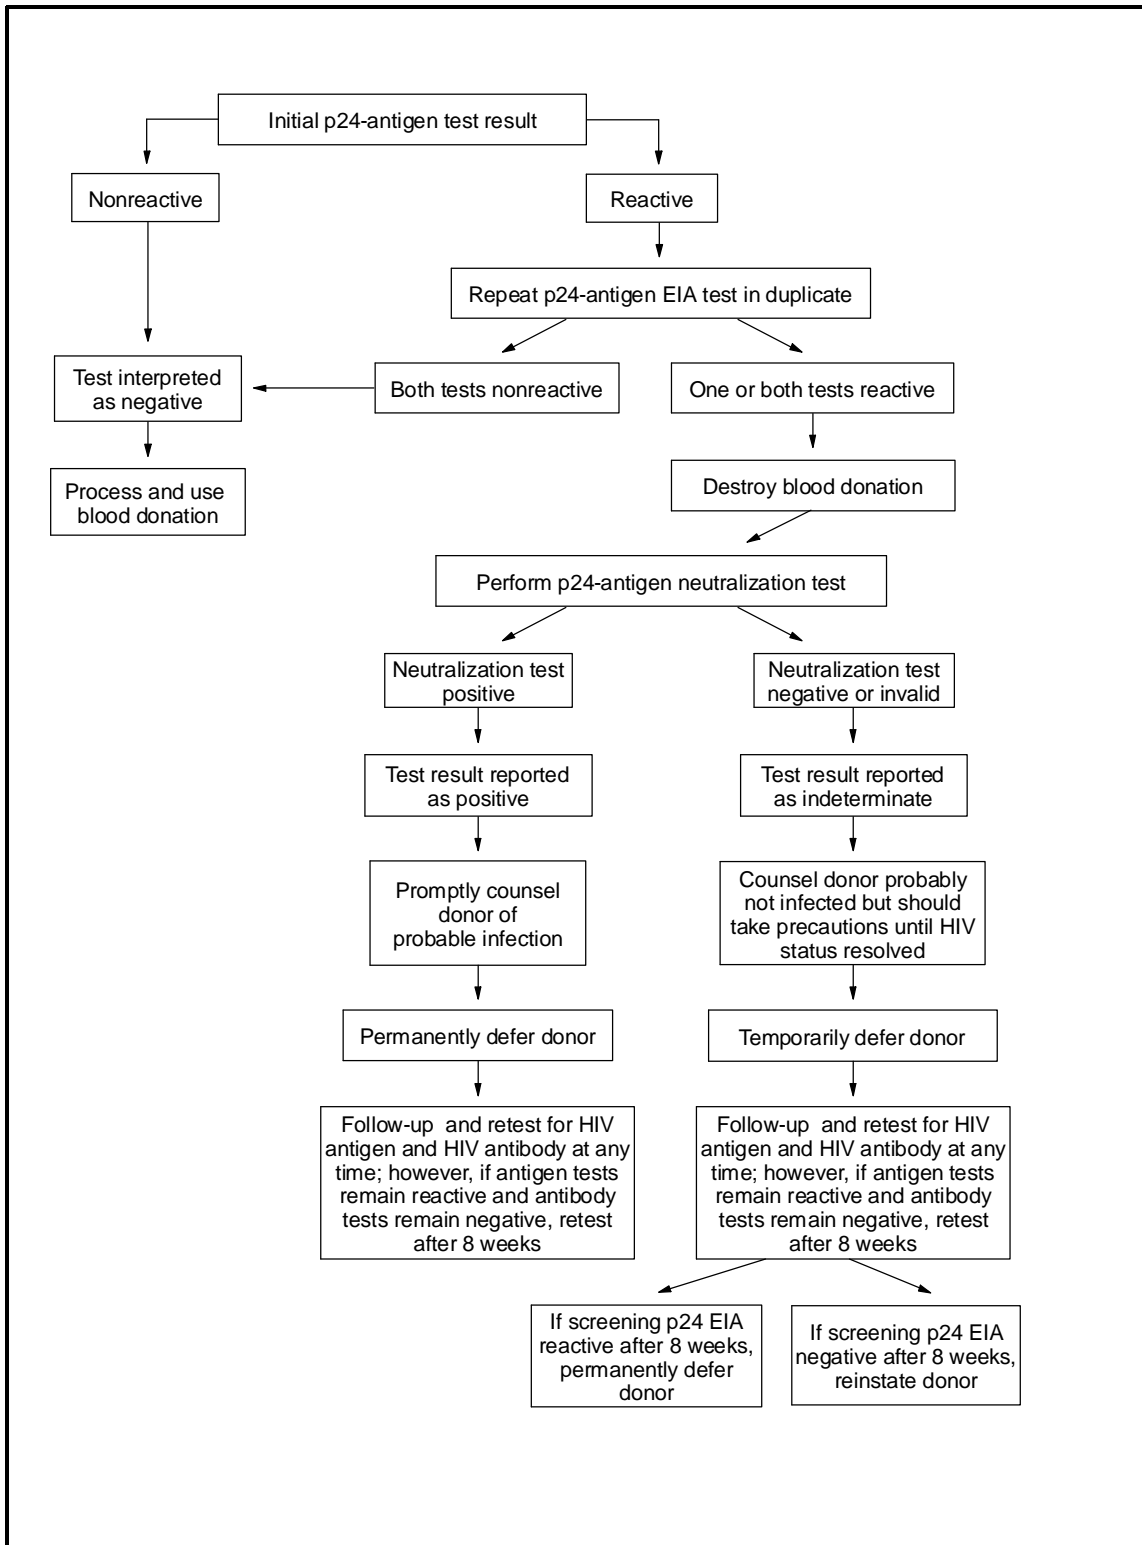 Initial p24-antigen test result
Nonreactive
Reactive
Repeat p24-antigen EIA test in duplicate
Test interpreted
as negative
Both tests nonreactive
One or both tests reactive
Process and use
blood donation
Destroy blood donation
Perform p24-antigen neutralization test
Neutralization test
positive
Neutralization test
negative or invalid
Test result reported
as positive
Test result reported
as indeterminate
Promptly counsel
donor of
probable infection
Counsel donor probably
not infected but should
take precautions until HIV
status resolved
Permanently defer donor
Temporarily defer donor
Follow-up and retest for HIV
antigen and HIV antibody at any
time; however, if antigen tests
remain reactive and antibody
tests remain negative, retest
after 8 weeks
Follow-up and retest for HIV
antigen and HIV antibody at any
time; however, if antigen tests
remain reactive and antibody
tests remain negative, retest
after 8 weeks
If screening p24 EIA
reactive after 8 weeks,
permanently defer
donor
If screening p24 EIA
negative after 8 weeks,
reinstate donor